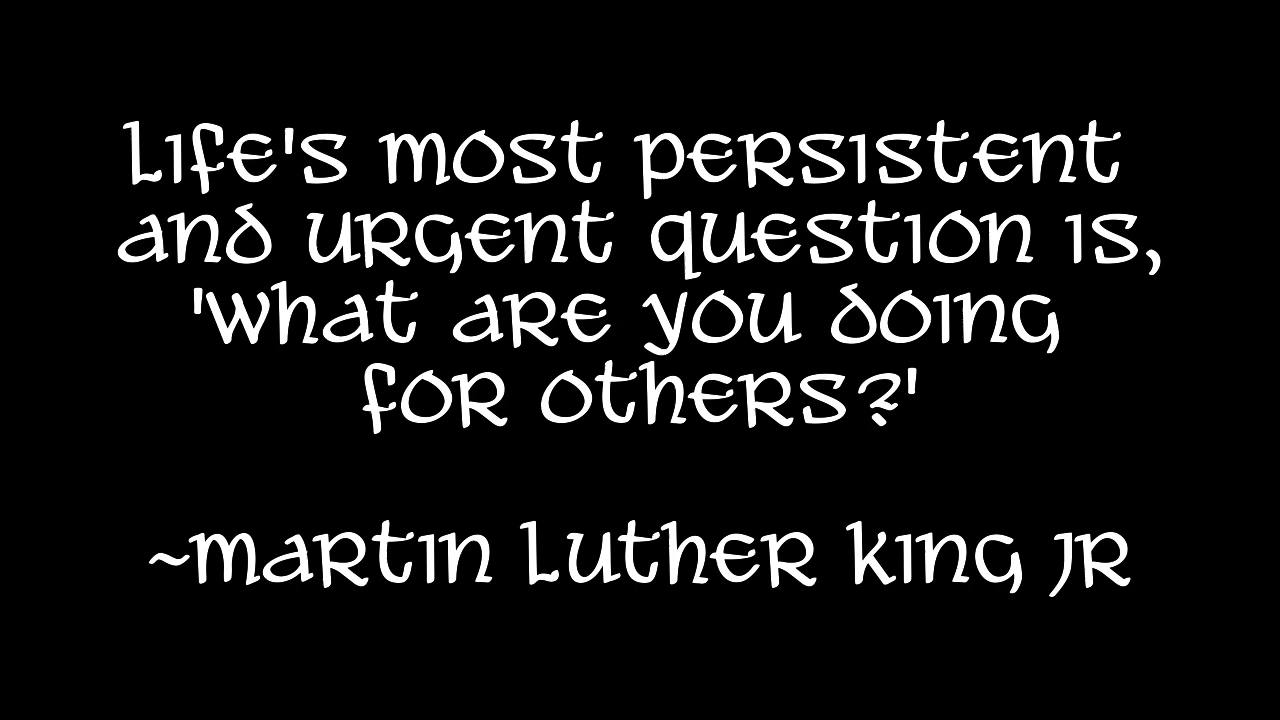 Life's most persistent
and urgent question is,
'What are you doing
for others?'
~Martin Luther King Jr